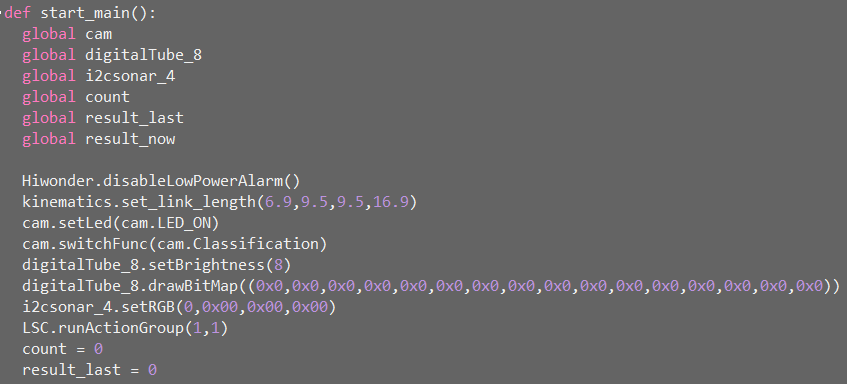 def start_main():
global cam
global digitalTube_8
global i2csonar_4
global count
global result_last
global result_now
Hiwonder.disableLowPowerAlarm()
kinematics.set_link_length(6.9,9.5,9.5,16.9)
cam.setLed(cam.LED_ON)
cam.switchFunc(cam.Classification)
digitalTube_8.setBrightness(8)
digitalTube_8.drawBitMap((0x0,0x0,0x0,0x0,0x0,0x0,0x0,0x0,0x0,0x0,0x0,0x0,0x0,0x0,0x0,0x0))
i2csonar_4.setRGB(0,0x00,0x00,0x00)
LSC.runActionGroup(1,1)
count = 0
result_last = 0